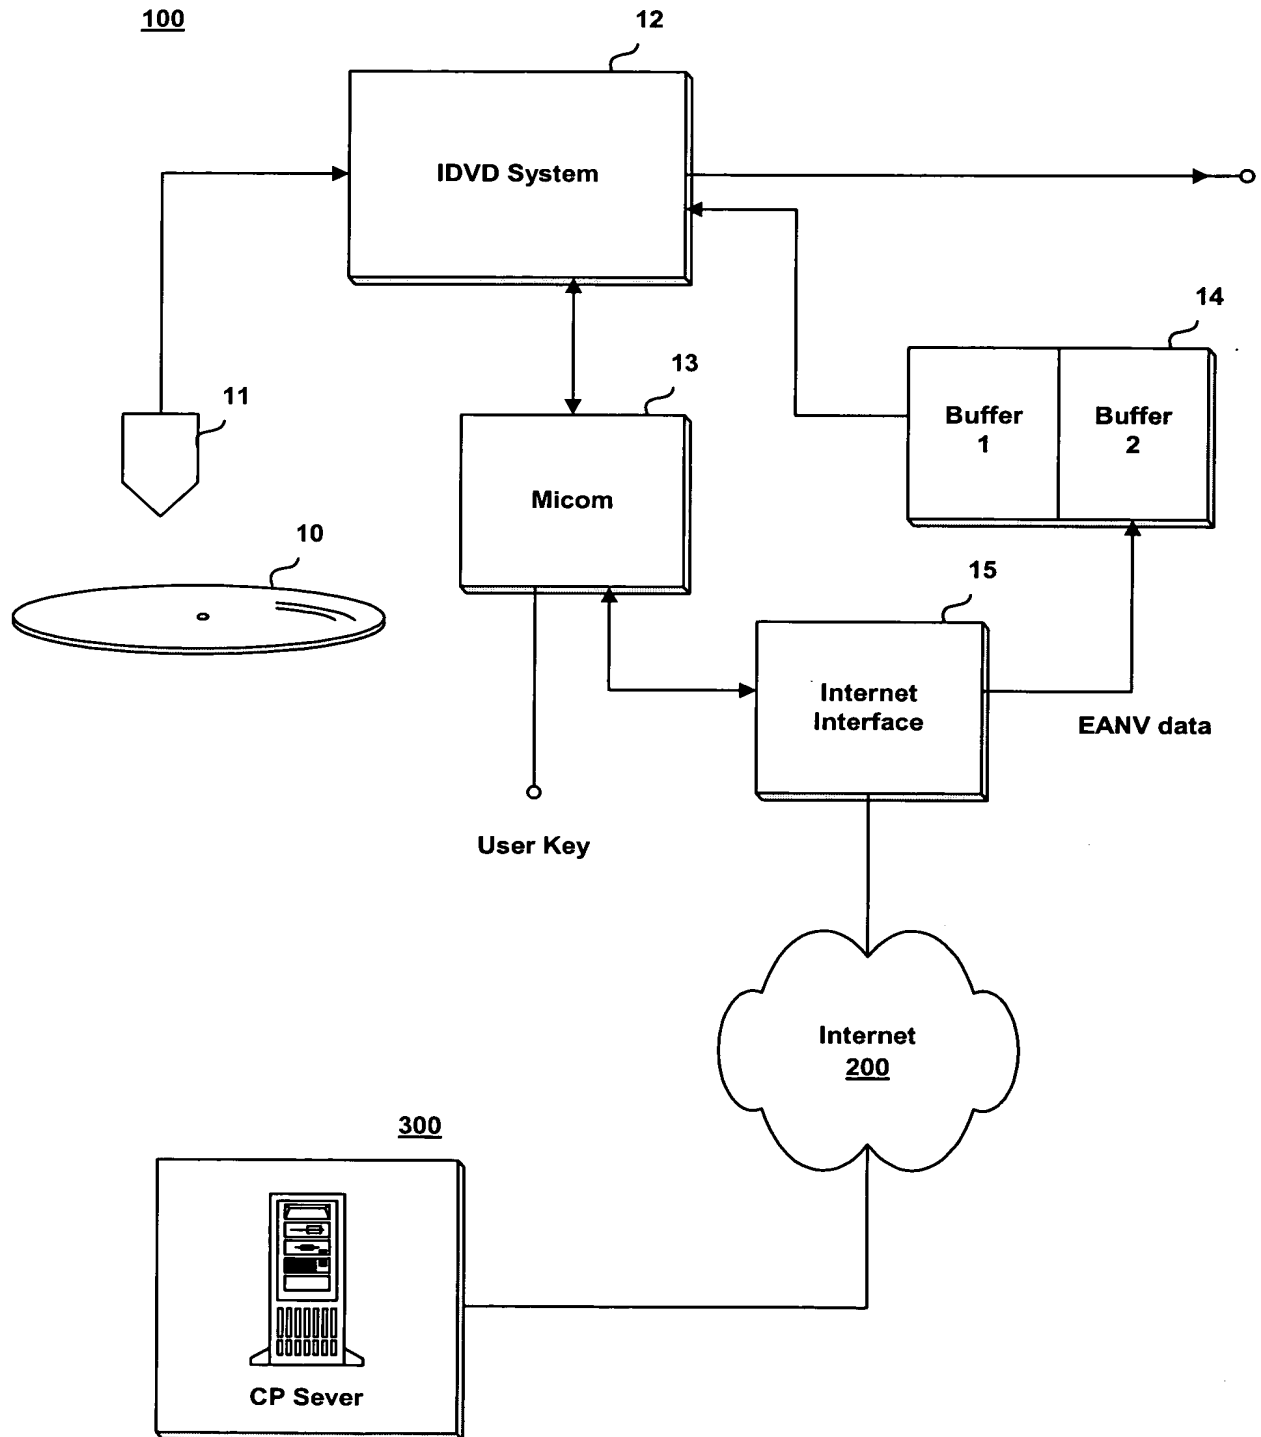 100
12
IDVD System
14
13
11
Buffer
1
Buffer
2
Micom
10
15
Internet
Interface
EANV data
User Key
Internet
200
300
CP Sever